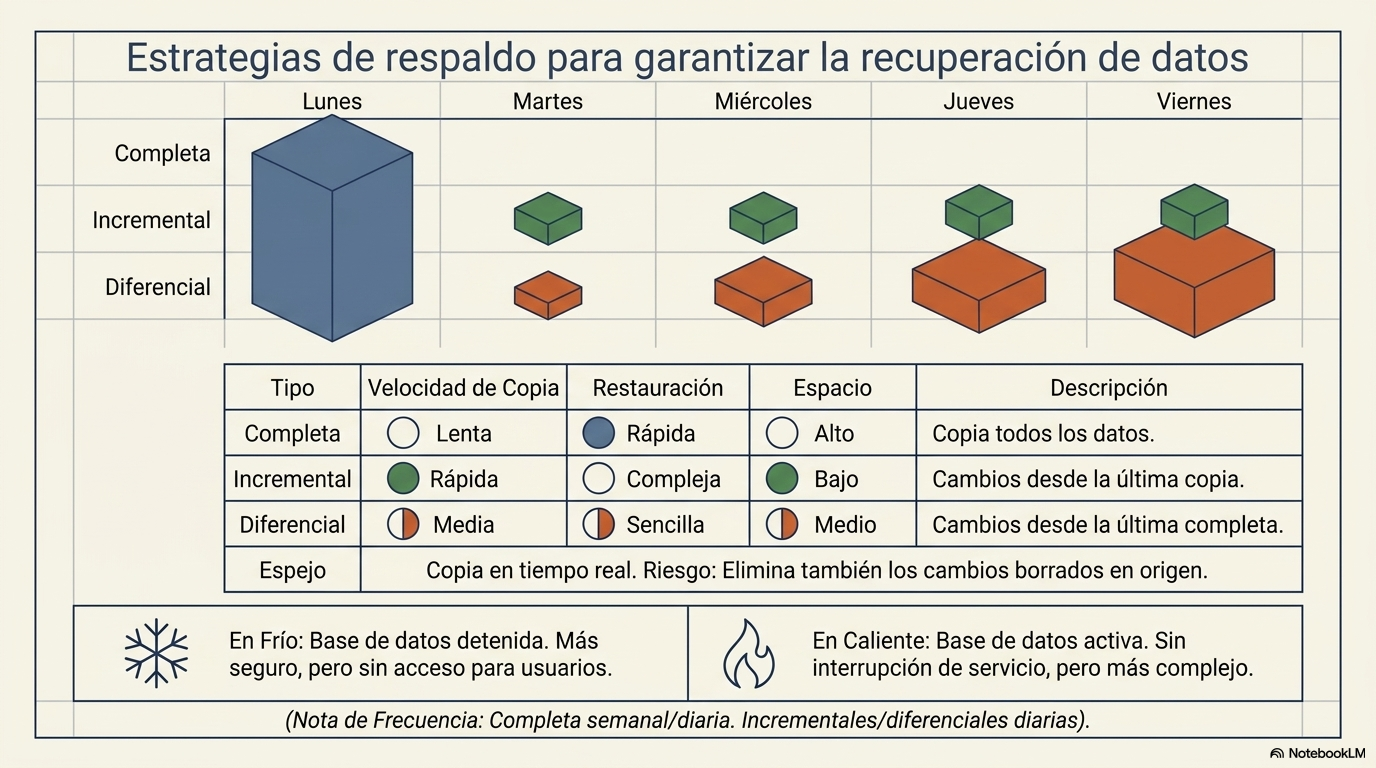 Estrategias de respaldo para garantizar la recuperación de datos
Lunes Martes Miércoles Jueves Viernes
Completa
Incremental
Diferencial
Tipo Velocidad de Copia Restauración Espacio Descripción
Completa Lenta Rápida Alto Copia todos los datos.
Incremental Rápida Compleja Bajo Cambios desde la última copia.
Diferencial Media Sencilla Medio Cambios desde la última completa.
Espejo Copia en tiempo real. Riesgo: Elimina también los cambios borrados en origen.
En Frío: Base de datos detenida. Más
seguro, pero sin acceso para usuarios.
En Caliente: Base de datos activa. Sin
interrupción de servicio, pero más complejo.
(Nota de Frecuencia: Completa semanal/diaria. Incrementales/diferenciales diarias).
NotebookLM